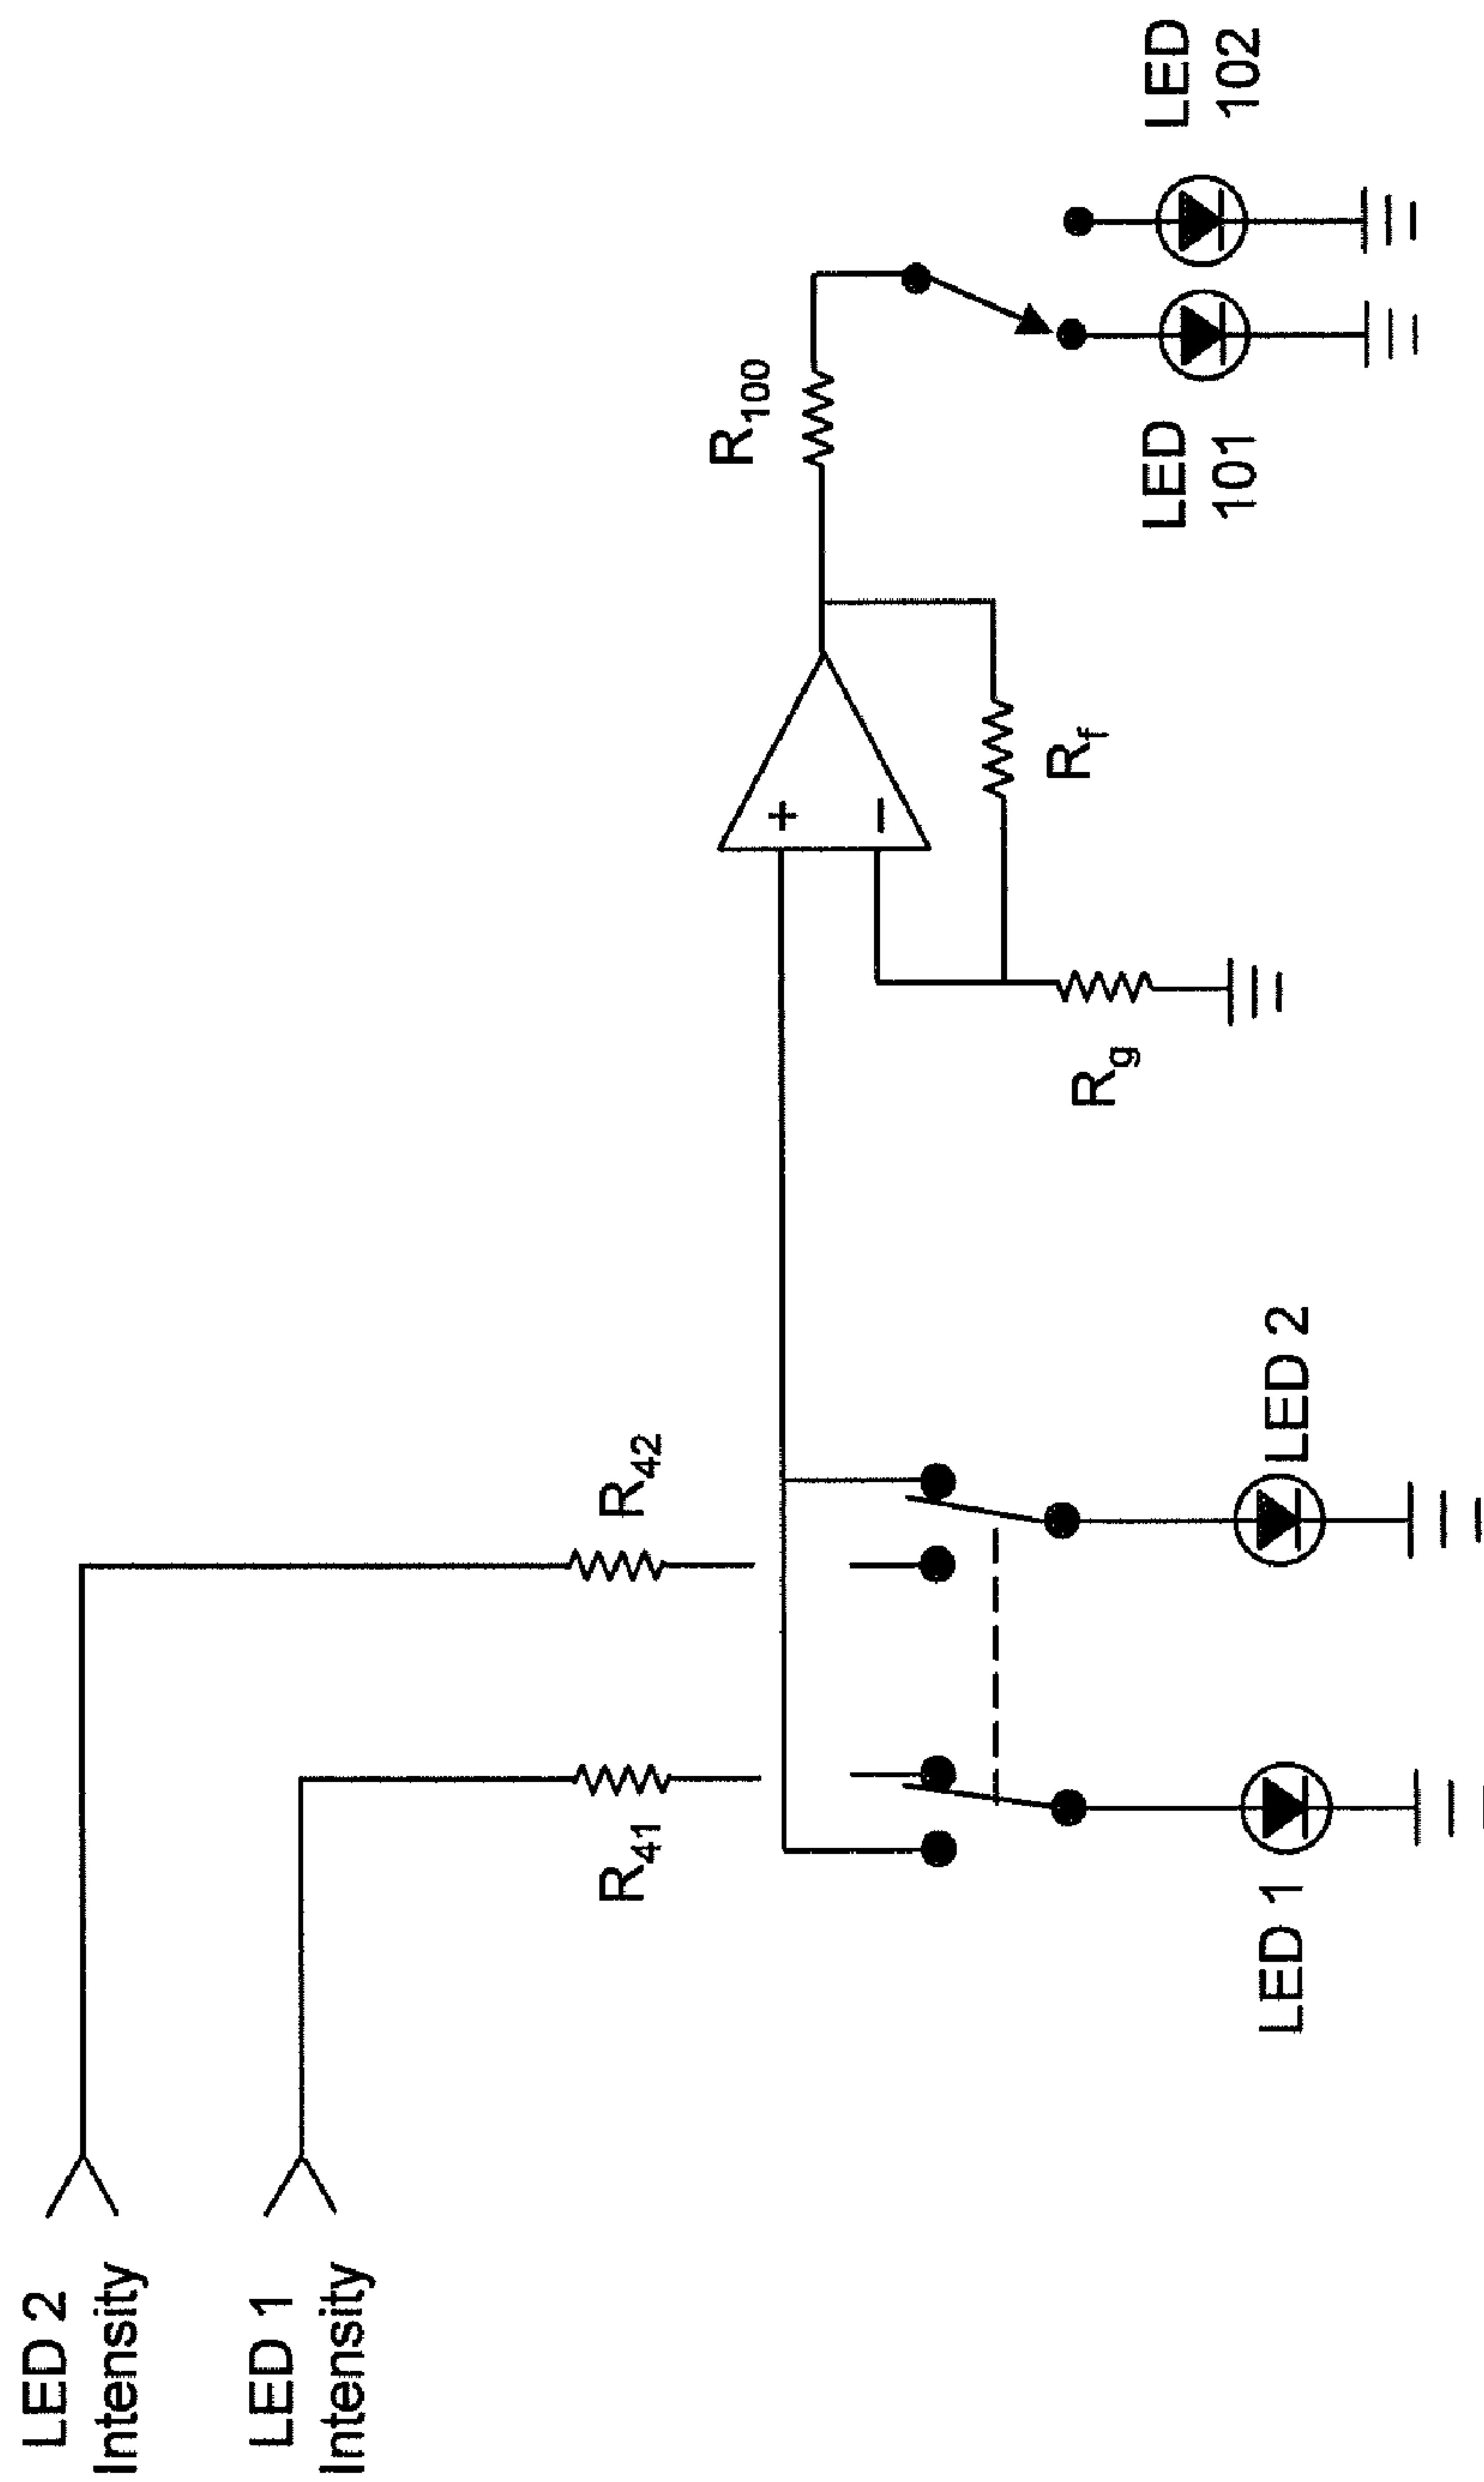 LED 2
Intensity
LED 1
Intensity
R41
R42
LED 1
LED 2
+
−
Rg
Rf
R100
LED
101
LED
102